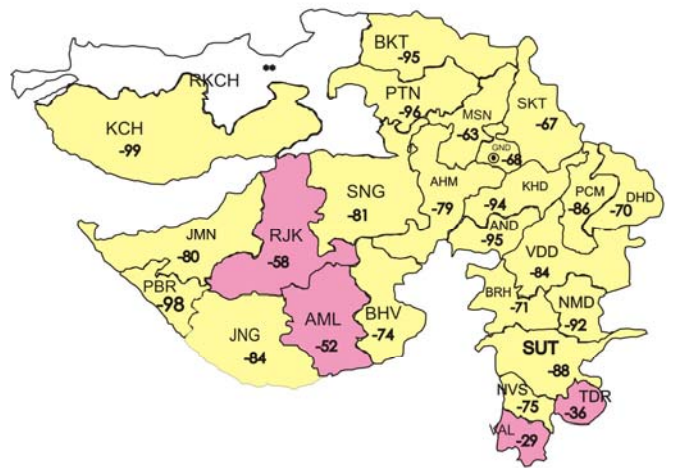 BKT
-95
RKCH
**
PTN
-96
MSN
-63
SKT
-67
KCH
-99
GND
-68
SNG
-81
AHM
-79
KHD
-94
PCM
-86
DHD
-70
AND
-95
JMN
-80
RJK
-58
VDD
-84
PBR
-98
BRH
-71
NMD
-92
AML
-52
BHV
-74
JNG
-84
SUT
-88
NVS
-75
TDR
-36
VAL
-29